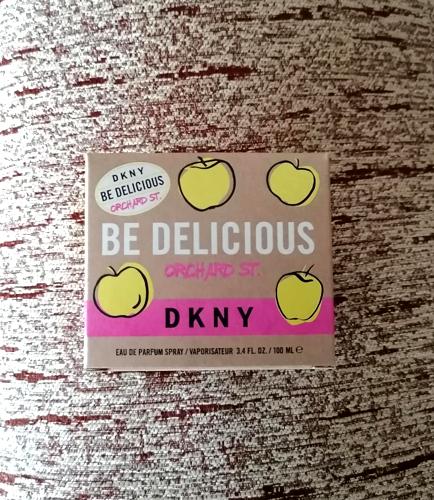 DKNY
BE DELICIOUS
ORCHARD ST.
BE DELICIOUS
ORCHARD ST.
DKNY
EAU DE PARFUM SPRAY / VAPORISATEUR 3.4 FL. OZ. / 100 ML ℮